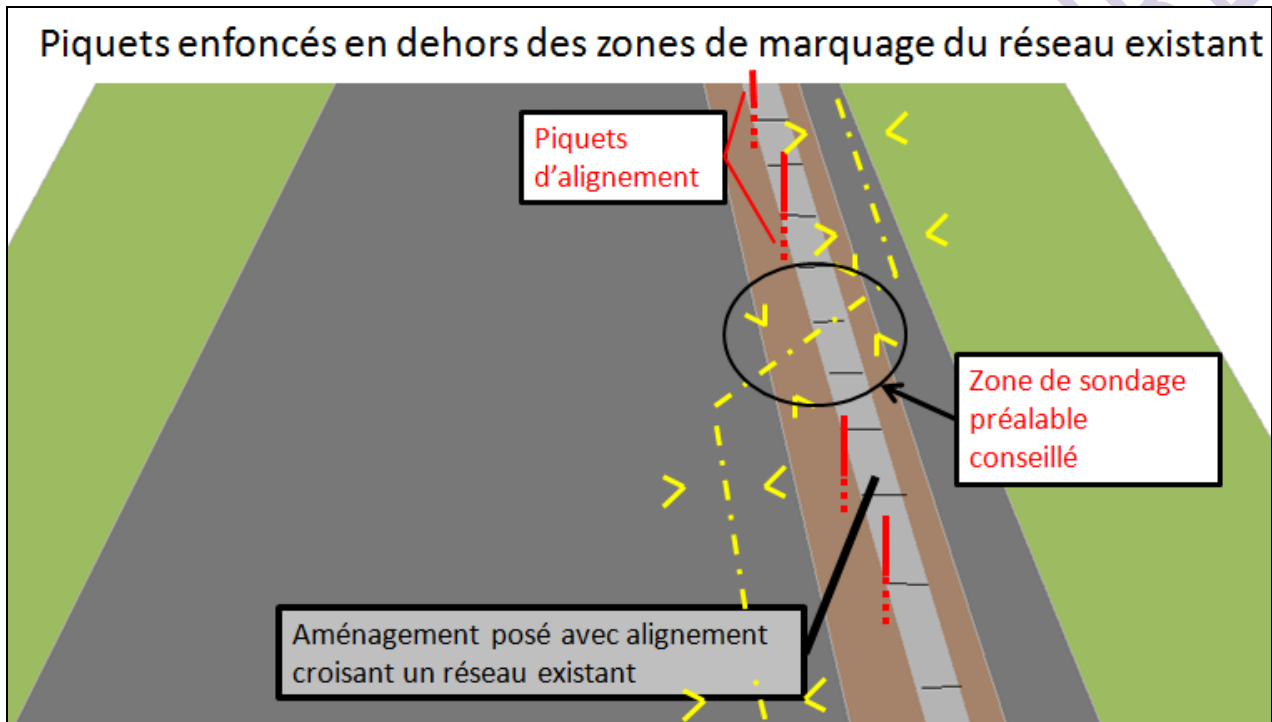 Piquets enfoncés en dehors des zones de marquage du réseau existant
Piquets
d'alignement
Zone de sondage
préalable
conseillé
Aménagement posé avec alignement
croisant un réseau existant